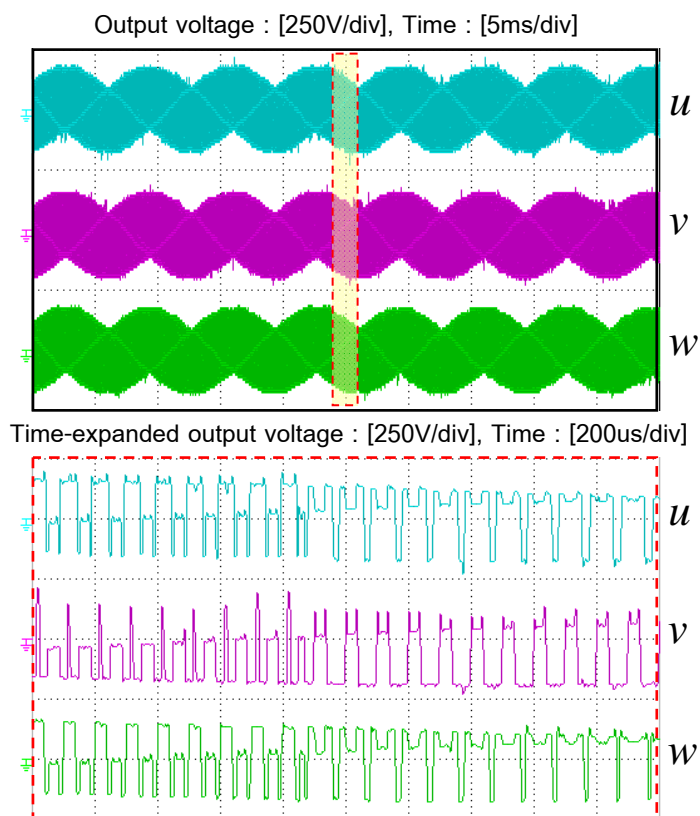 Output voltage : [250V/div], Time : [5ms/div]
u
v
w
Time-expanded output voltage : [250V/div], Time : [200us/div]
u
v
w